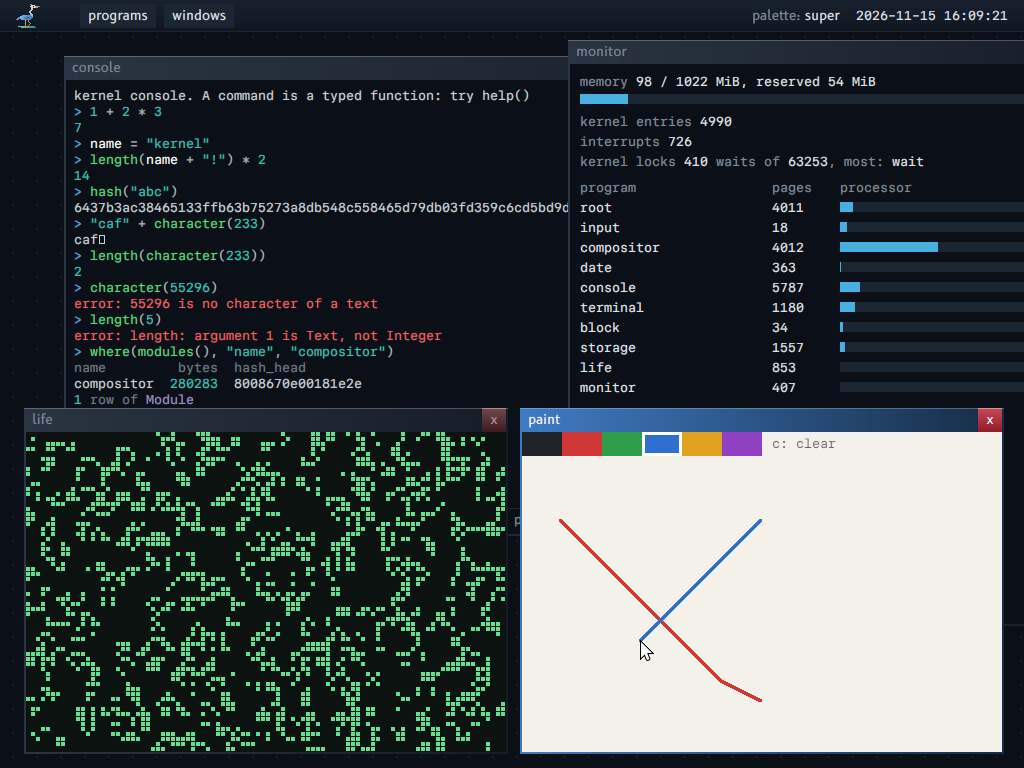 programs windows palette: super 2026-11-15 16:09:21
console
kernel console. A command is a typed function: try help()
> 1 + 2 * 3
7
> name = "kernel"
> length(name + "!") * 2
14
> hash("abc")
6437b3ac38465133ffb63b75273a8db548c558465d79db03fd359c6cd5bd9d
> "caf" + character(233)
caf▯
> length(character(233))
2
> character(55296)
error: 55296 is no character of a text
> length(5)
error: length: argument 1 is Text, not Integer
> where(modules(), "name", "compositor")
name bytes hash_head
compositor 280283 8008670e00181e2e
1 row of Module
monitor
memory 98 / 1022 MiB, reserved 54 MiB
kernel entries 4990
interrupts 726
kernel locks 410 waits of 63253, most: wait
program pages processor
root 4011
input 18
compositor 4012
date 363
console 5787
terminal 1180
block 34
storage 1557
life 853
monitor 407
life x
paint x
c: clear